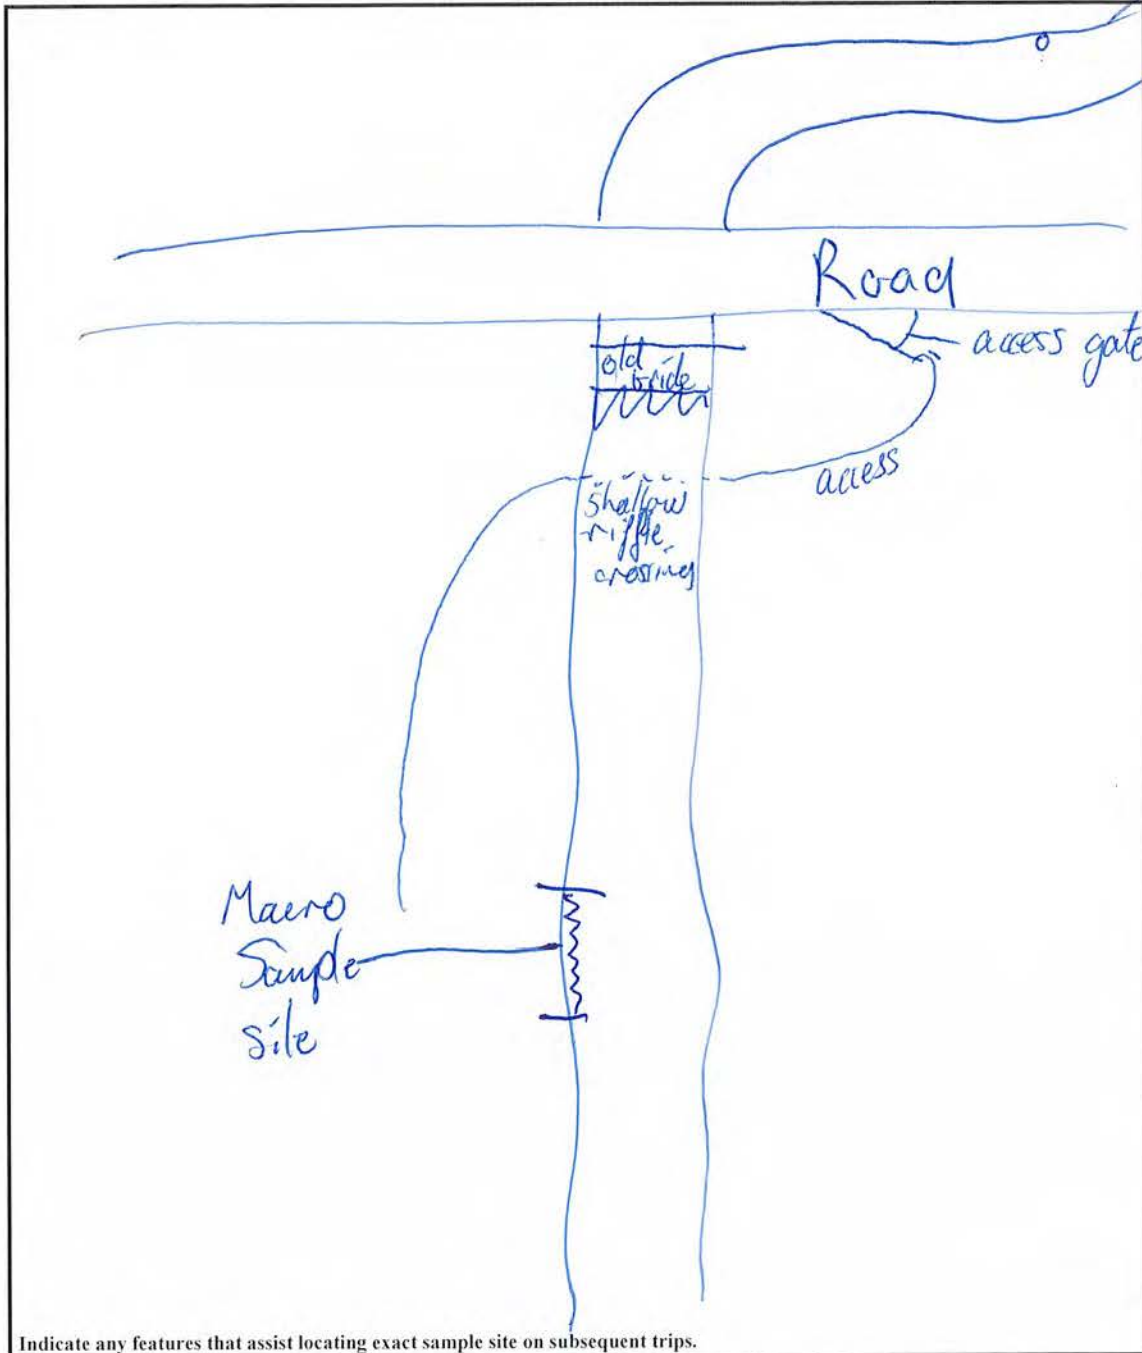 Road
access gate
old
bride
access
shallow
riffle
crossing
Macro
Sample
site
Indicate any features that assist locating exact sample site on subsequent trips.